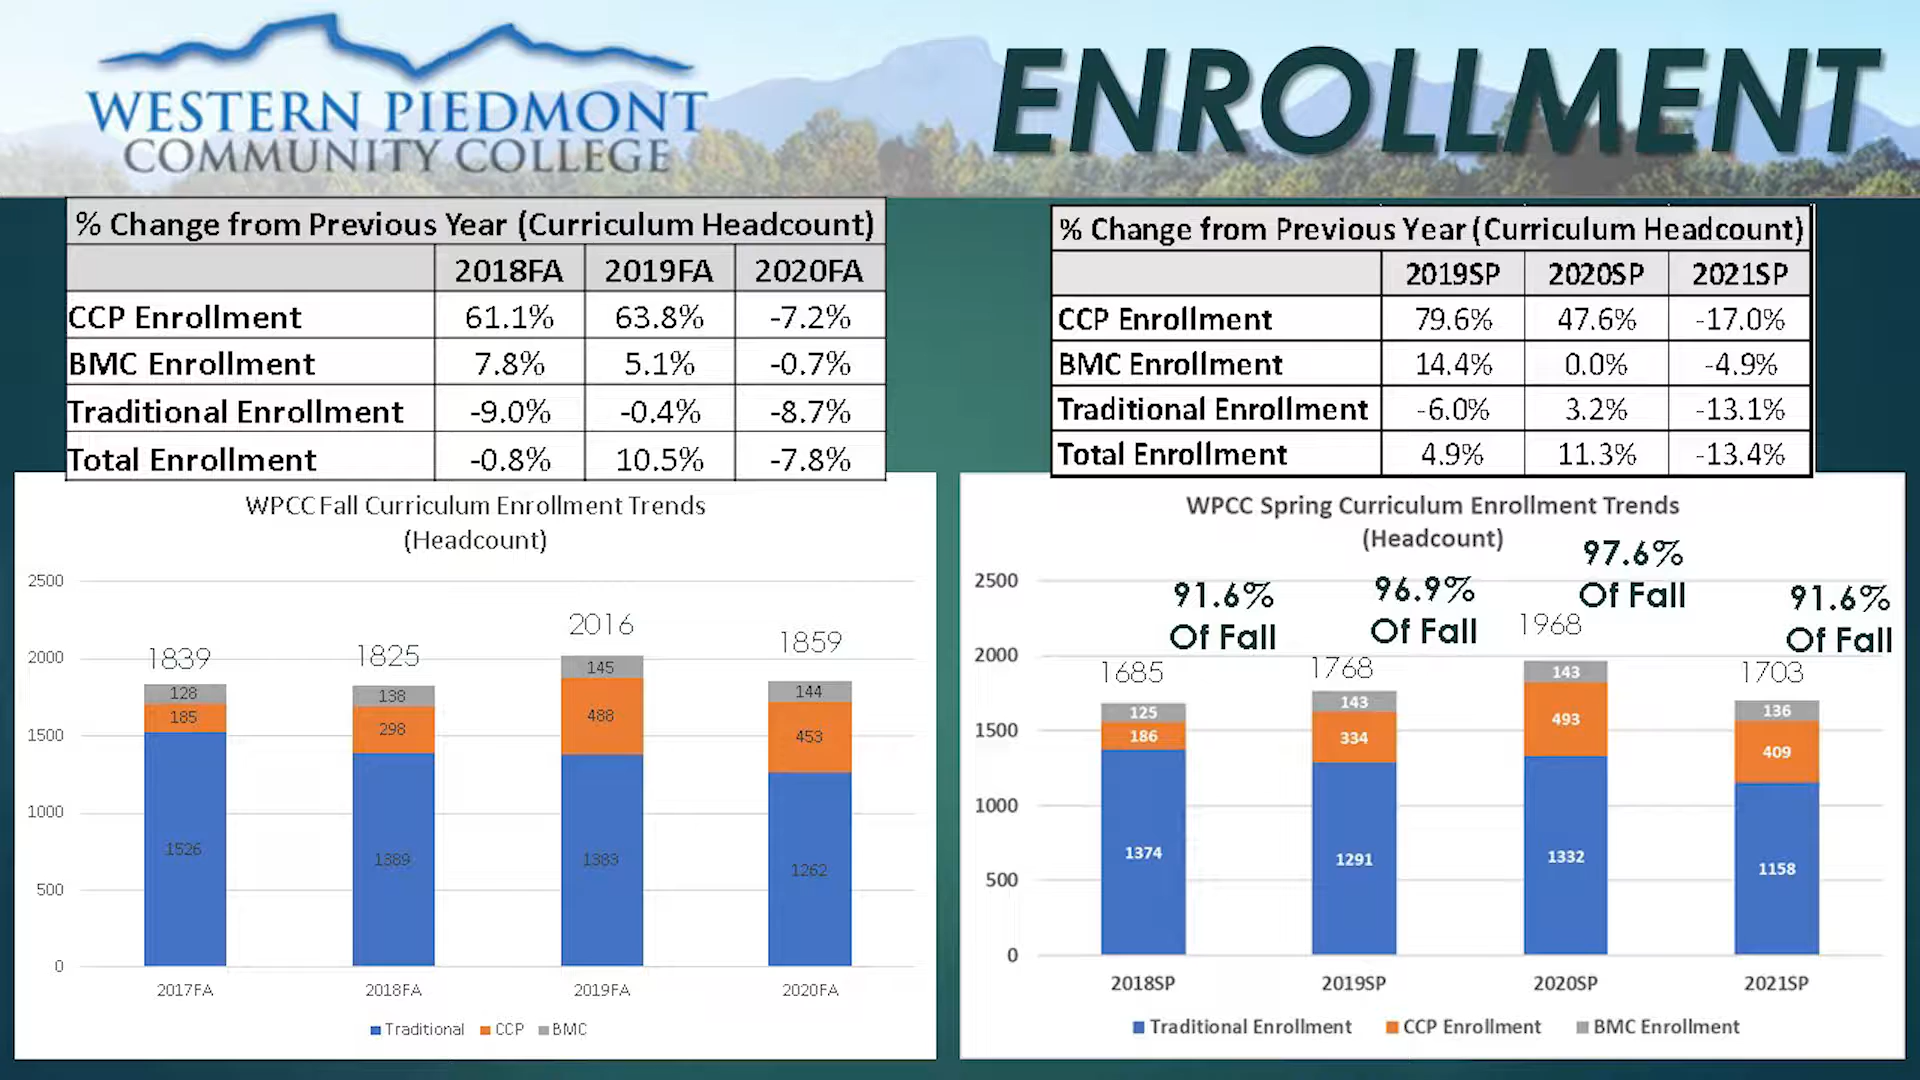 WESTERN PIEDMONT
COMMUNITY COLLEGE
ENROLLMENT
% Change from Previous Year (Curriculum Headcount)
2018FA 2019FA 2020FA
CCP Enrollment 61.1% 63.8% -7.2%
BMC Enrollment 7.8% 5.1% -0.7%
Traditional Enrollment -9.0% -0.4% -8.7%
Total Enrollment -0.8% 10.5% -7.8%
% Change from Previous Year (Curriculum Headcount)
2019SP 2020SP 2021SP
CCP Enrollment 79.6% 47.6% -17.0%
BMC Enrollment 14.4% 0.0% -4.9%
Traditional Enrollment -6.0% 3.2% -13.1%
Total Enrollment 4.9% 11.3% -13.4%
WPCC Fall Curriculum Enrollment Trends
(Headcount)
2500
2000
1500
1000
500
0
1839
128
185
1526
1825
138
298
1389
2016
145
488
1383
1859
144
453
1262
2017FA 2018FA 2019FA 2020FA
Traditional CCP BMC
WPCC Spring Curriculum Enrollment Trends
(Headcount)
91.6%
Of Fall
96.9%
Of Fall
97.6%
Of Fall
91.6%
Of Fall
2500
2000
1500
1000
500
0
1685
125
186
1374
1768
143
334
1291
1968
143
493
1332
1703
136
409
1158
2018SP 2019SP 2020SP 2021SP
Traditional Enrollment CCP Enrollment BMC Enrollment